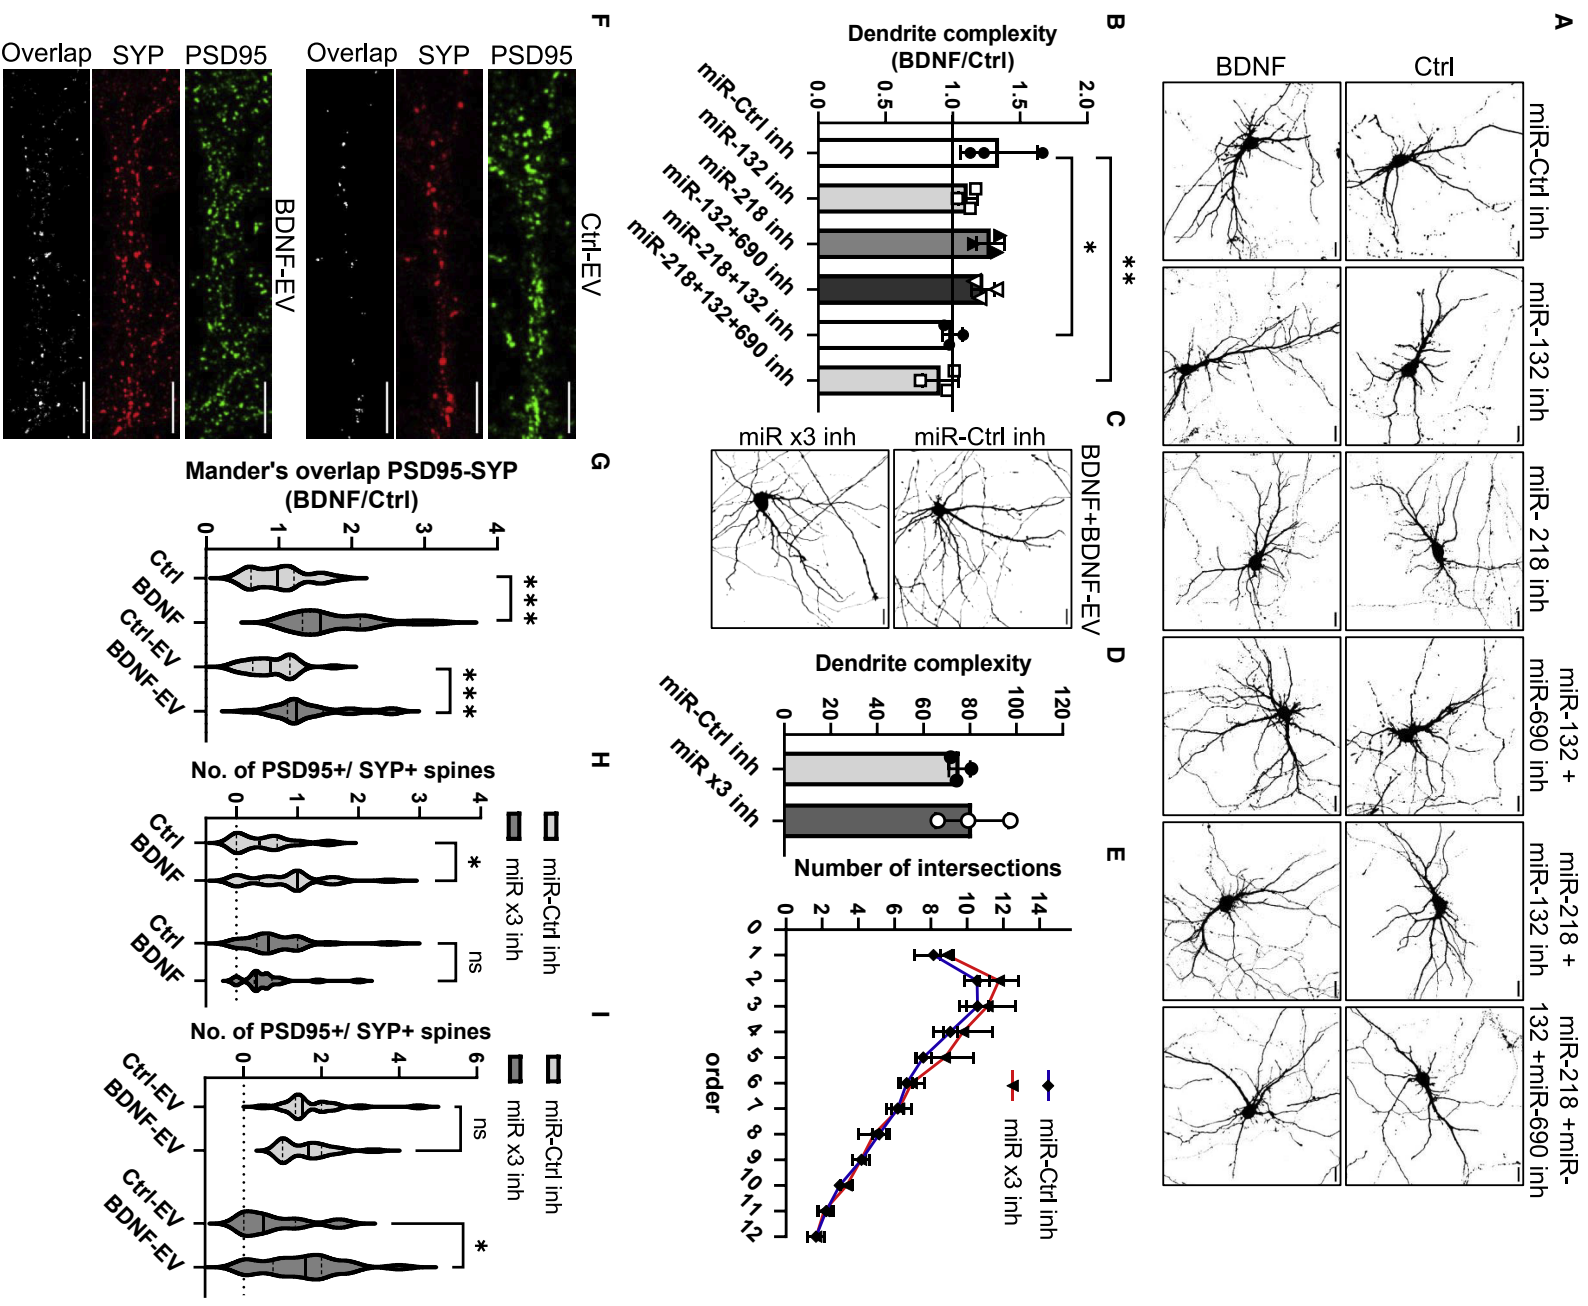 A
miR-Ctrl inh
miR-132 inh
miR- 218 inh
miR-132 +
miR-690 inh
miR-218 +
miR-132 inh
miR-218 +miR-
132 +miR-690 inh
Ctrl
BDNF
B
Dendrite complexity
(BDNF/Ctrl)
2.0
1.5
1.0
0.5
0.0
**
*
miR-Ctrl inh
miR-132 inh
miR-218 inh
miR-132+690 inh
miR-218+132 inh
miR-218+132+690 inh
C
BDNF+BDNF-EV
miR-Ctrl inh
miR x3 inh
D
Dendrite complexity
120
100
80
60
40
20
0
miR-Ctrl inh
miR x3 inh
E
Number of intersections
14
12
10
8
6
4
2
0
0 1 2 3 4 5 6 7 8 9 10 11 12
order
miR-Ctrl inh
miR x3 inh
F
Ctrl-EV
PSD95
SYP
Overlap
BDNF-EV
PSD95
SYP
Overlap
G
Mander's overlap PSD95-SYP
(BDNF/Ctrl)
4
3
2
1
0
***
***
Ctrl
BDNF
Ctrl-EV
BDNF-EV
H
miR-Ctrl inh
miR x3 inh
No. of PSD95+/ SYP+ spines
4
3
2
1
0
*
ns
Ctrl
BDNF
Ctrl
BDNF
I
miR-Ctrl inh
miR x3 inh
No. of PSD95+/ SYP+ spines
6
4
2
0
ns
*
Ctrl-EV
BDNF-EV
Ctrl-EV
BDNF-EV